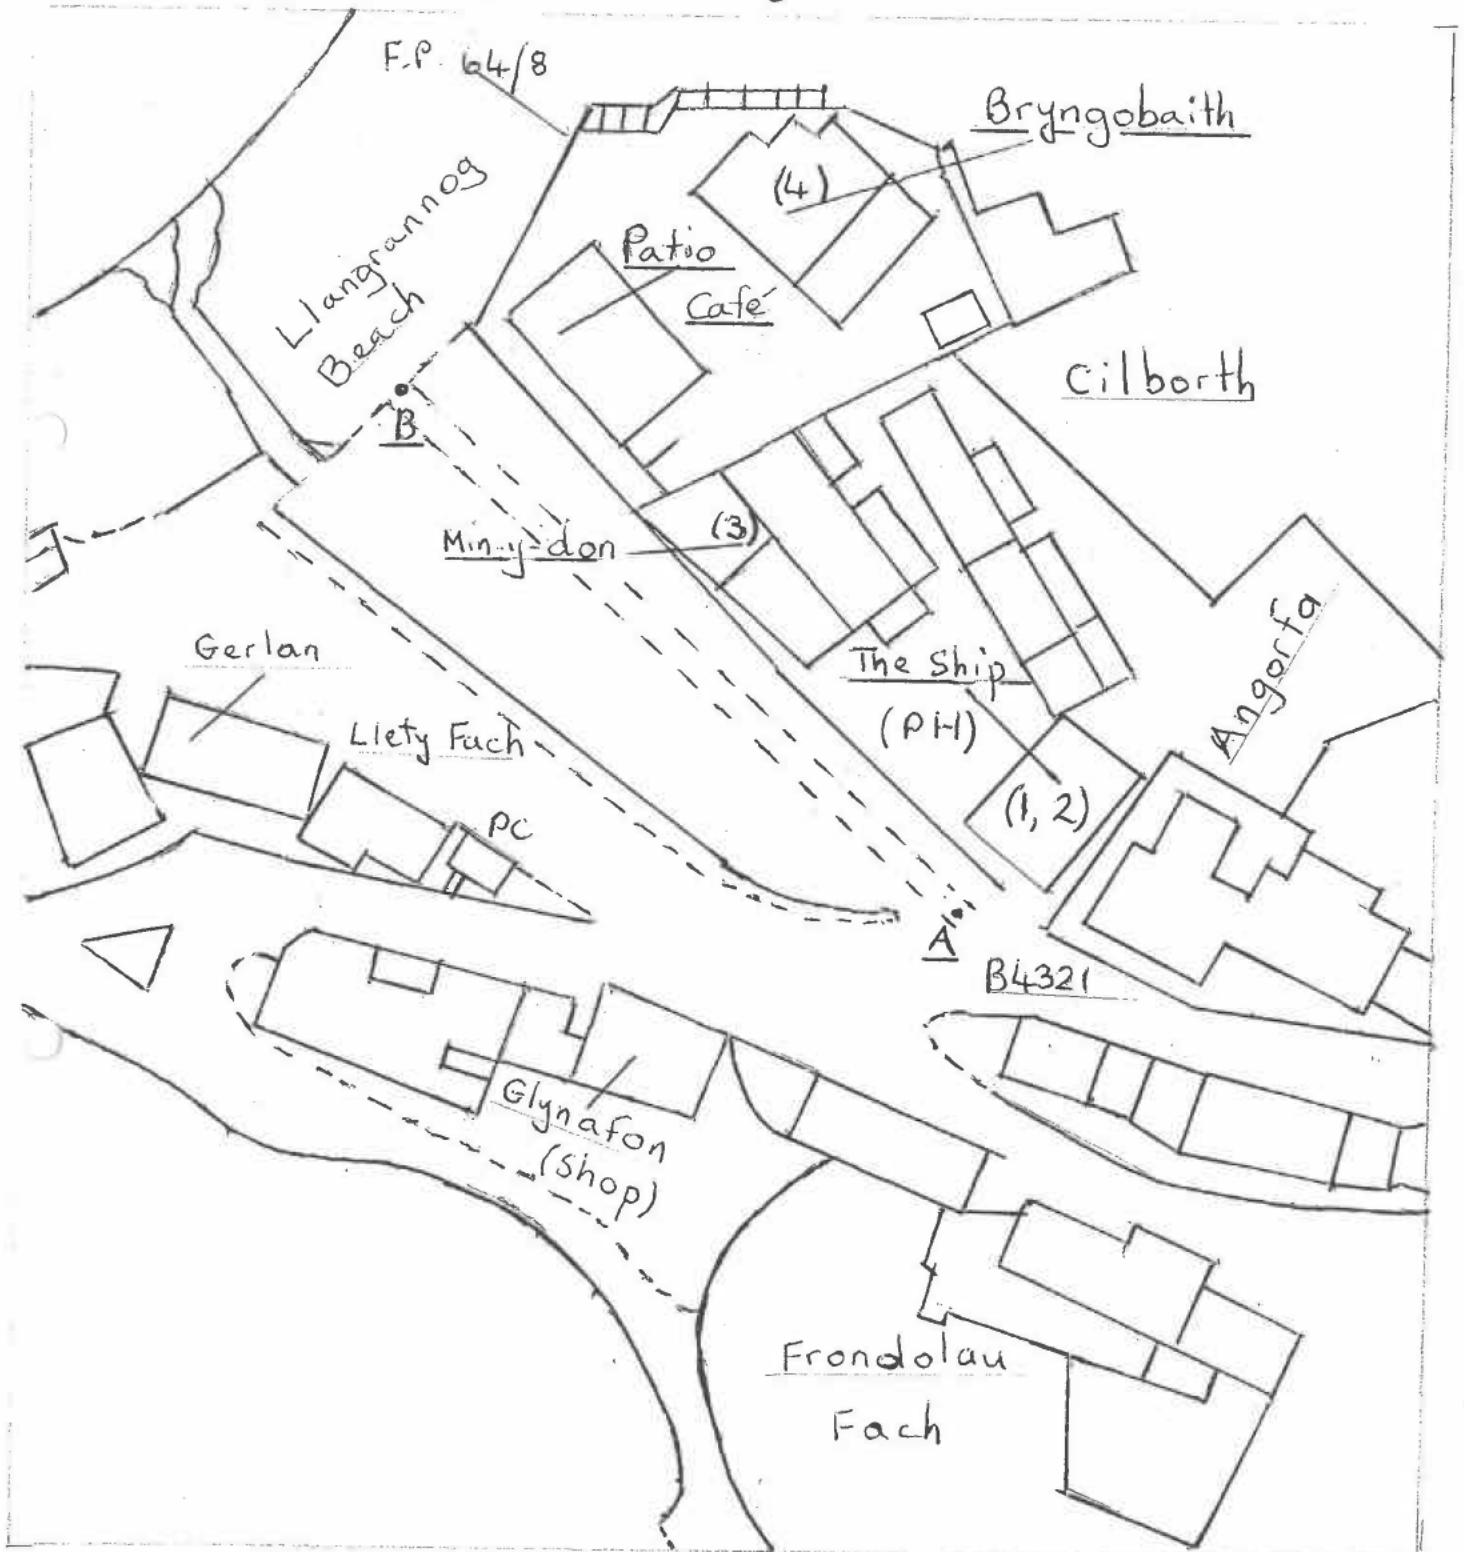 F.P. 64/8
Bryngobaith
(4)
Llangrannog
Beach
Patio
Café
Cilborth
B
(3)
Min-y-don
Gerlan
The Ship
(PH)
Angorfa
Llety Fach
(1, 2)
PC
A
B4321
Glynafon
(Shop)
Frondolau
Fach